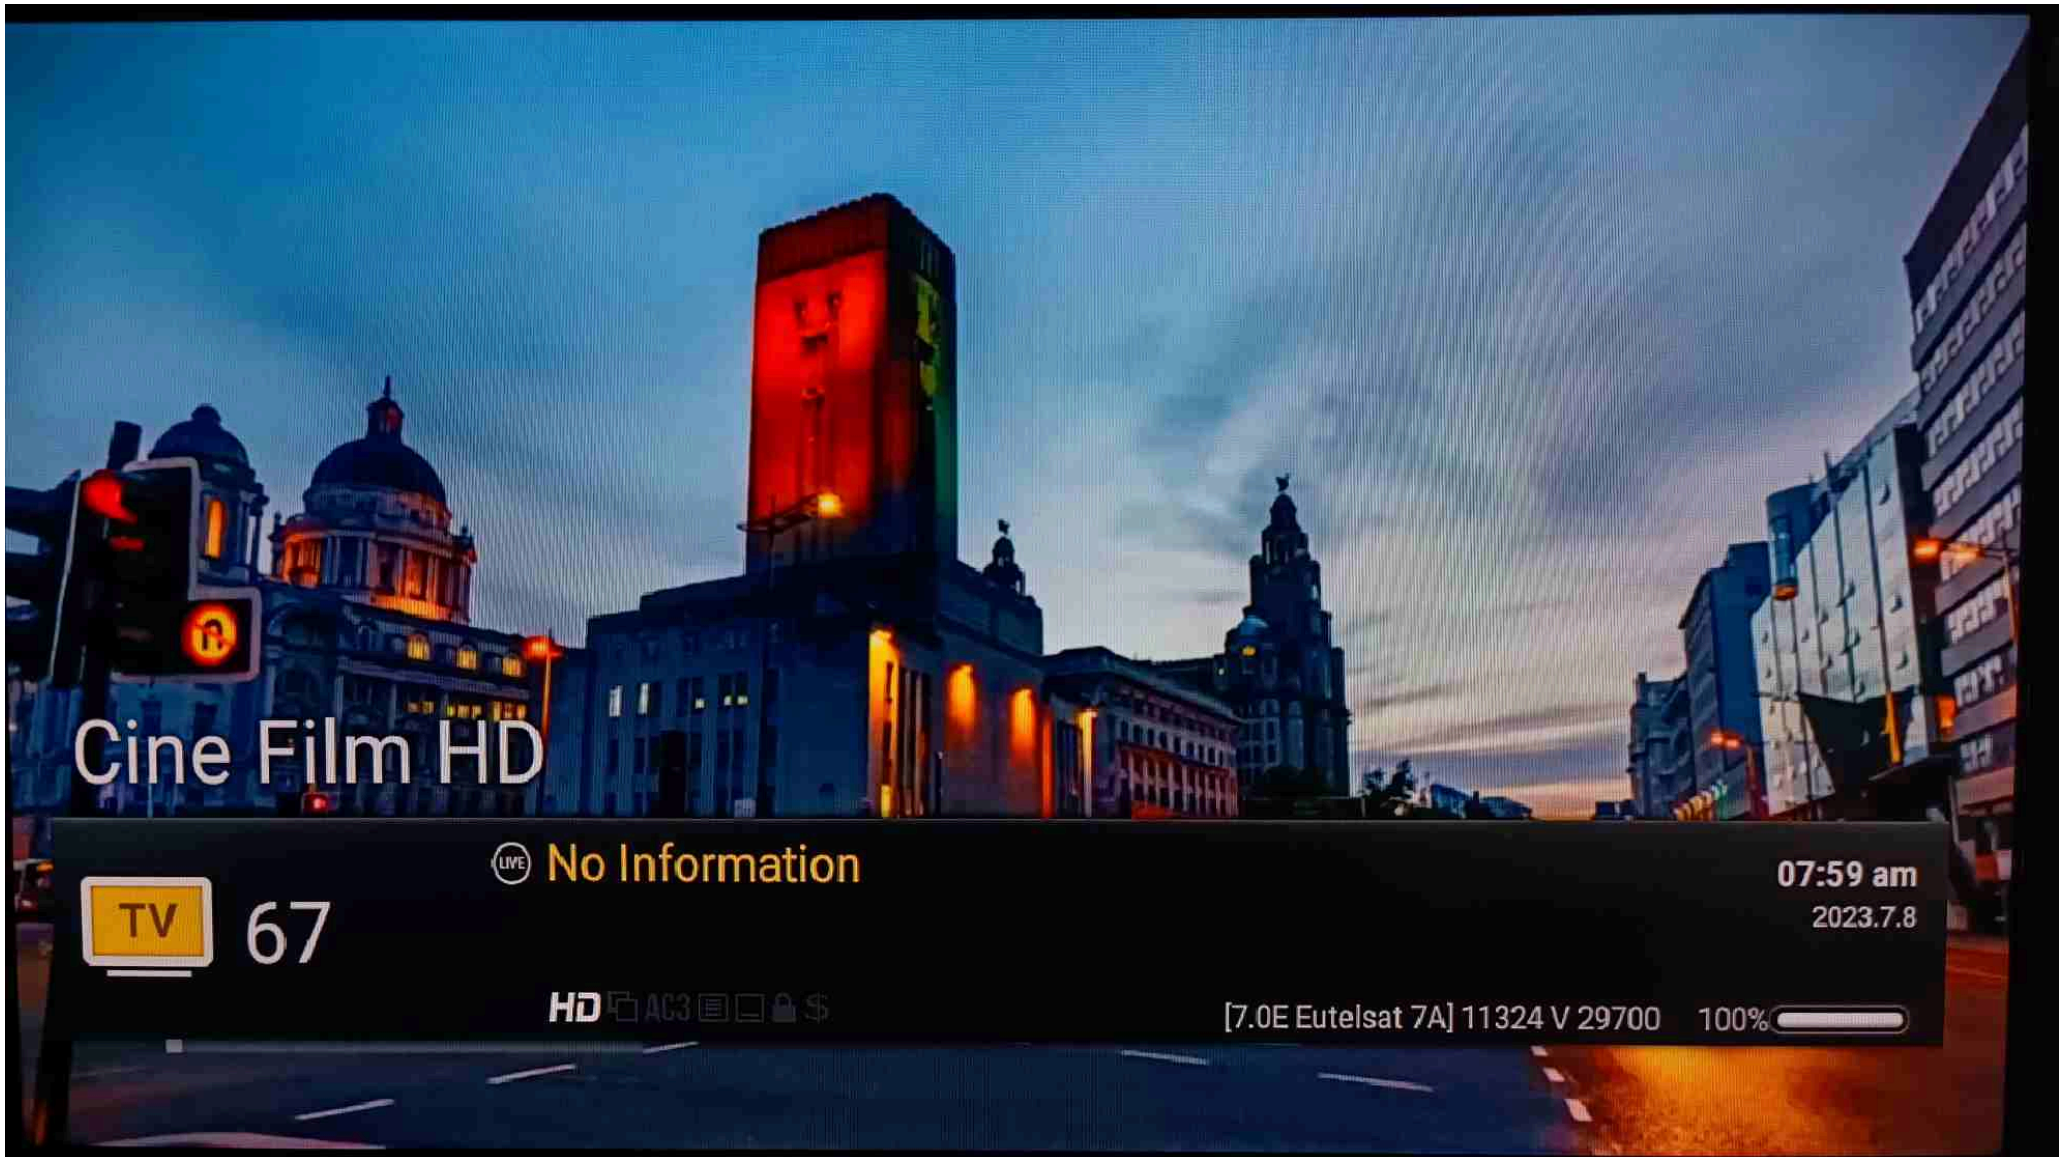 Cine Film HD
LIVE No Information
07:59 am
2023.7.8
TV 67
HD AC3 $
[7.0E Eutelsat 7A] 11324 V 29700 100%